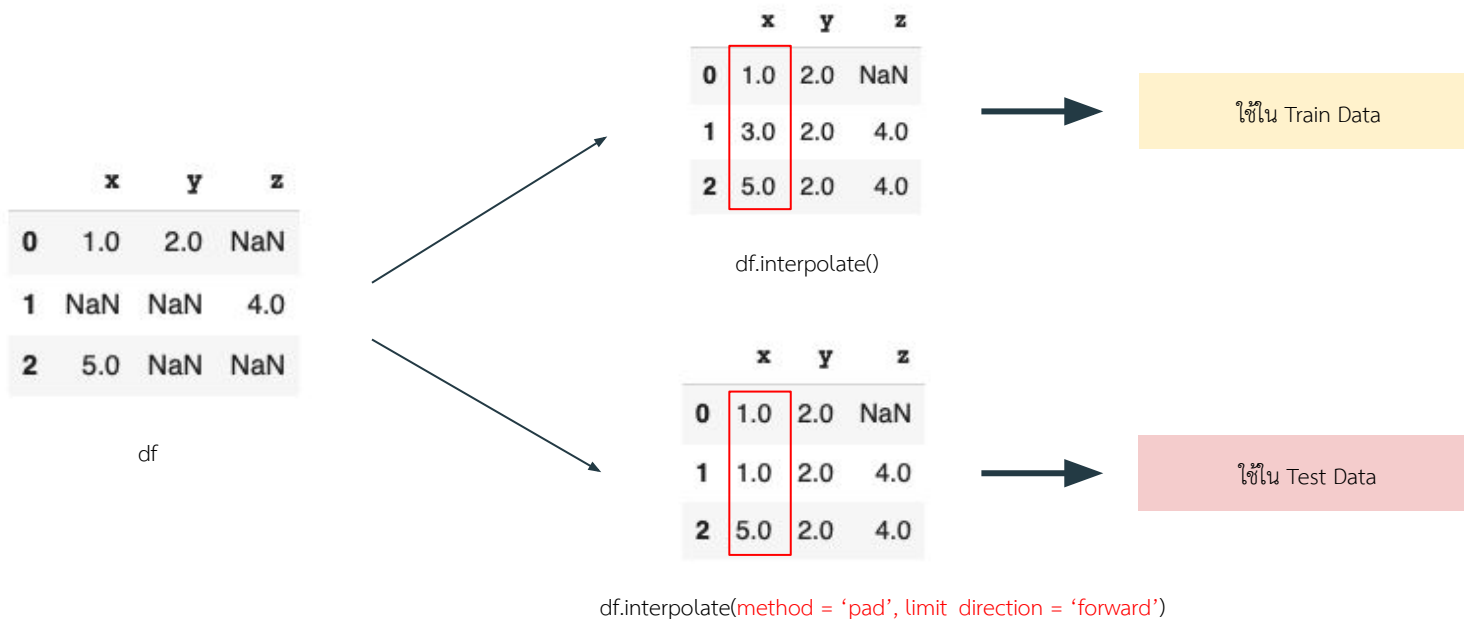 x y z
0 1.0 2.0 NaN
1 NaN NaN 4.0
2 5.0 NaN NaN
df
x y z
0 1.0 2.0 NaN
1 3.0 2.0 4.0
2 5.0 2.0 4.0
df.interpolate()
ใช้ใน Train Data
x y z
0 1.0 2.0 NaN
1 1.0 2.0 4.0
2 5.0 2.0 4.0
df.interpolate(method = ‘pad’, limit_direction = ‘forward’)
ใช้ใน Test Data